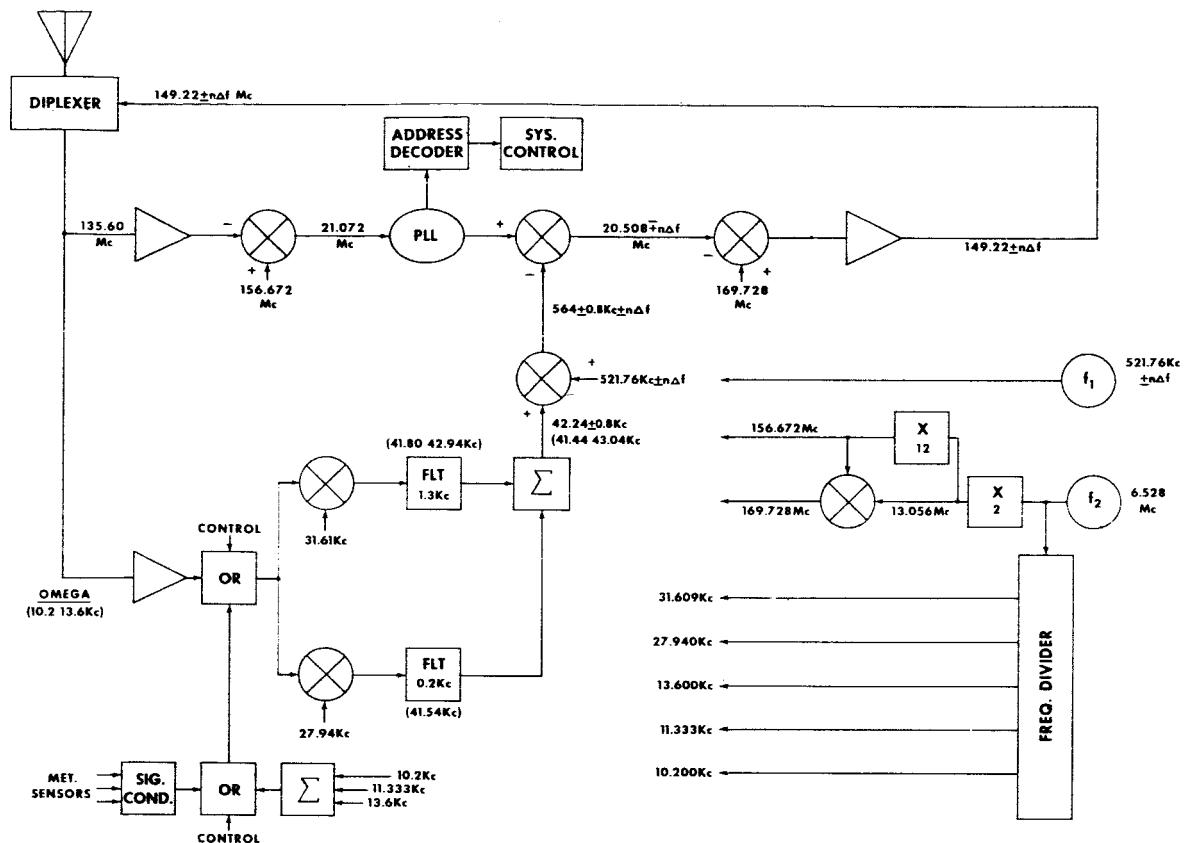 DIPLEXER
149.22±nΔf Mc
ADDRESS
DECODER
SYS.
CONTROL
135.60
Mc
−
+
156.672
Mc
21.072
Mc
PLL
+
−
20.508∓nΔf
Mc
−
+
169.728
Mc
149.22±nΔf
564±0.8Kc±nΔf
+
−
521.76Kc±nΔf
+
f1
521.76Kc
±nΔf
42.24±0.8Kc
(41.44 43.04Kc
(41.80 42.94Kc)
FLT
1.3Kc
Σ
31.61Kc
156.672Mc
X
12
169.728Mc
13.056Mc
X
2
f2
6.528
Mc
CONTROL
OR
OMEGA
(10.2 13.6Kc)
FLT
0.2Kc
(41.54Kc)
27.94Kc
31.609Kc
27.940Kc
13.600Kc
11.333Kc
10.200Kc
FREQ. DIVIDER
MET.
SENSORS
SIG.
COND.
OR
CONTROL
Σ
10.2Kc
11.333Kc
13.6Kc